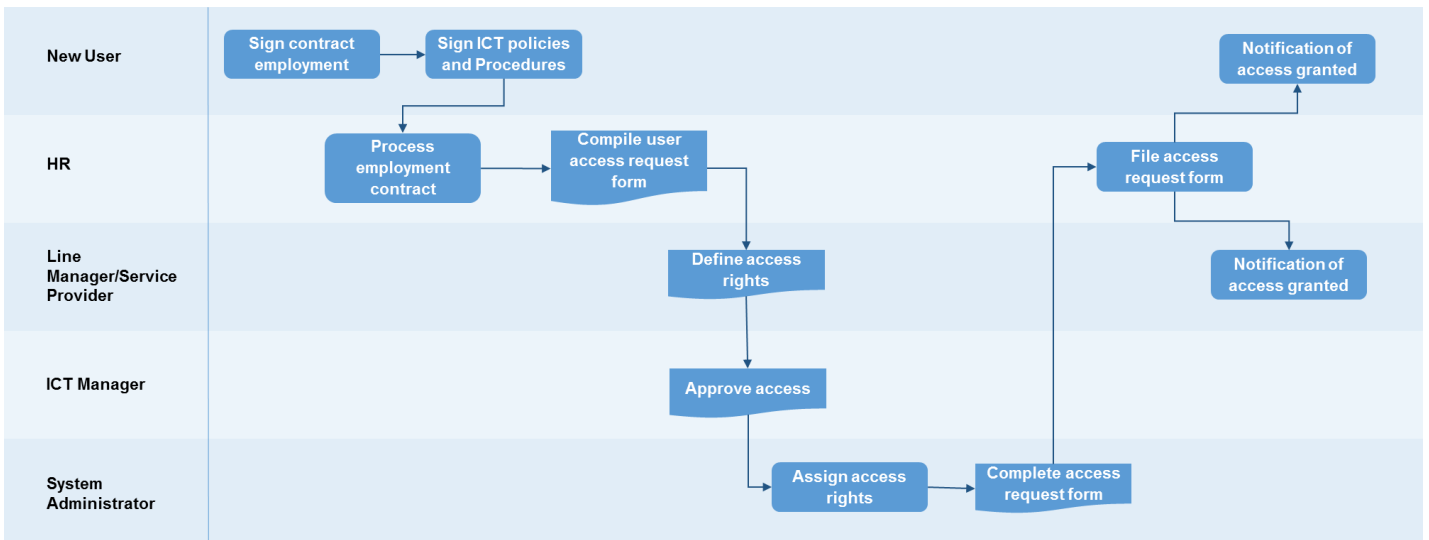 New User
Sign contract
employment
Sign ICT policies
and Procedures
Notification of
access granted
HR
Process
employment
contract
Compile user
access request
form
File access
request form
Line
Manager/Service
Provider
Define access
rights
Notification of
access granted
ICT Manager
Approve access
System
Administrator
Assign access
rights
Complete access
request form